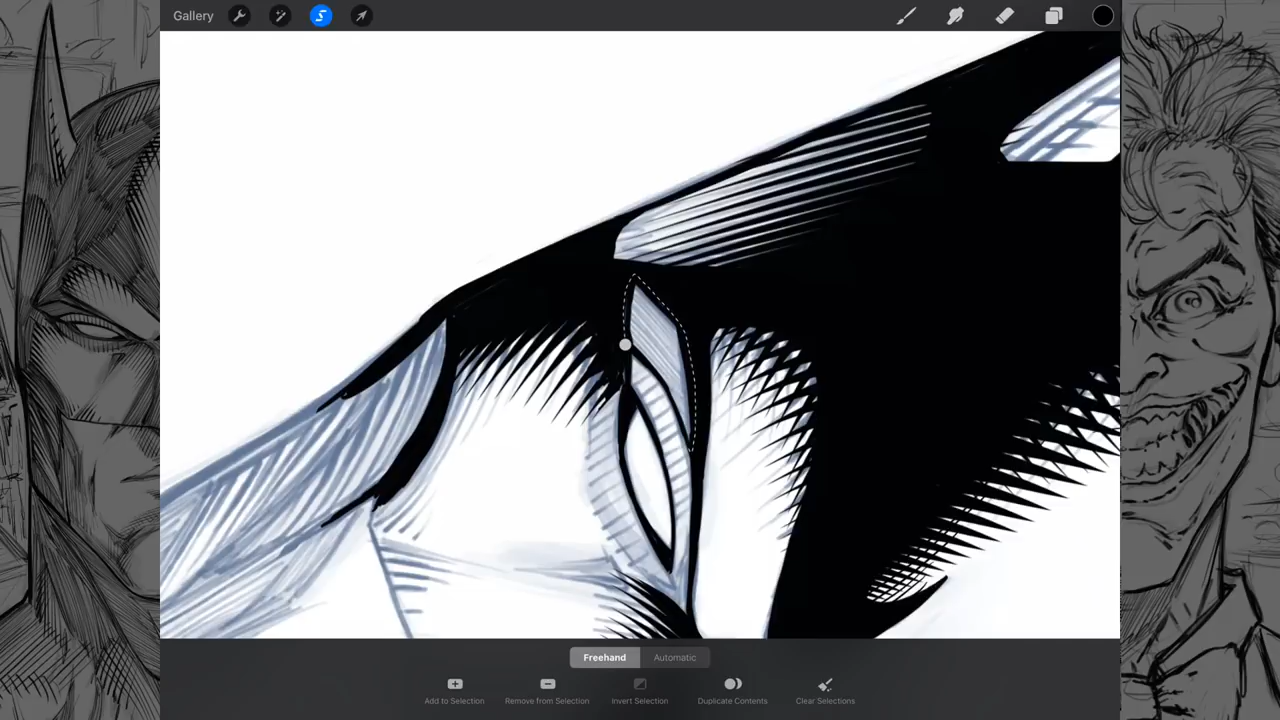 Gallery
Freehand Automatic
Add to Selection Remove from Selection Invert Selection Duplicate Contents Clear Selections